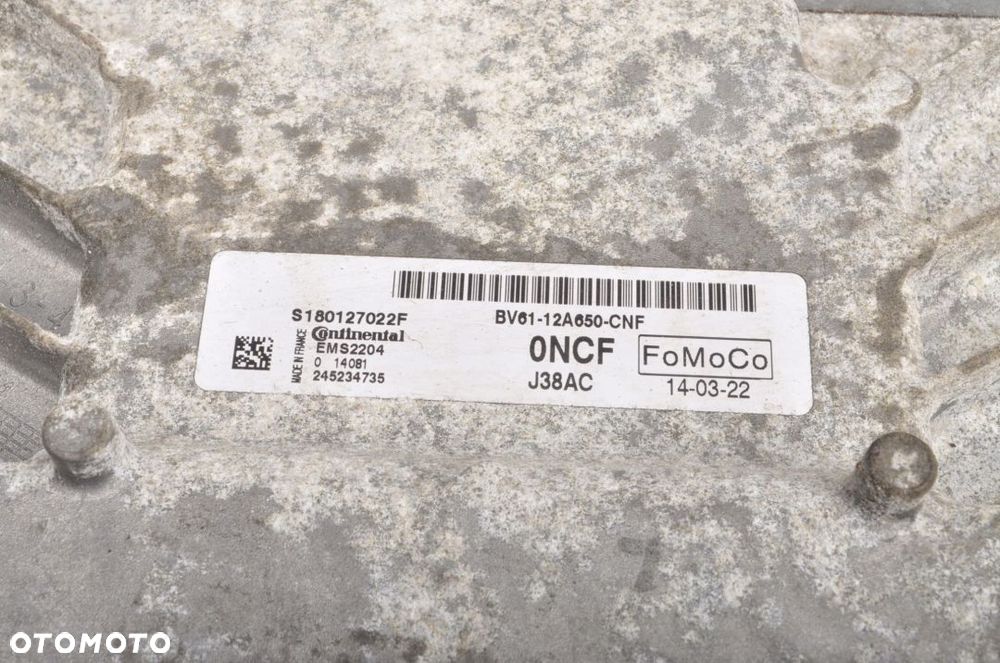 S180127022F
Continental
MADE IN FRANCE
EMS2204
0 14081
245234735
BV61-12A650-CNF
0NCF
FoMoCo
J38AC
14-03-22
OTOMOTO